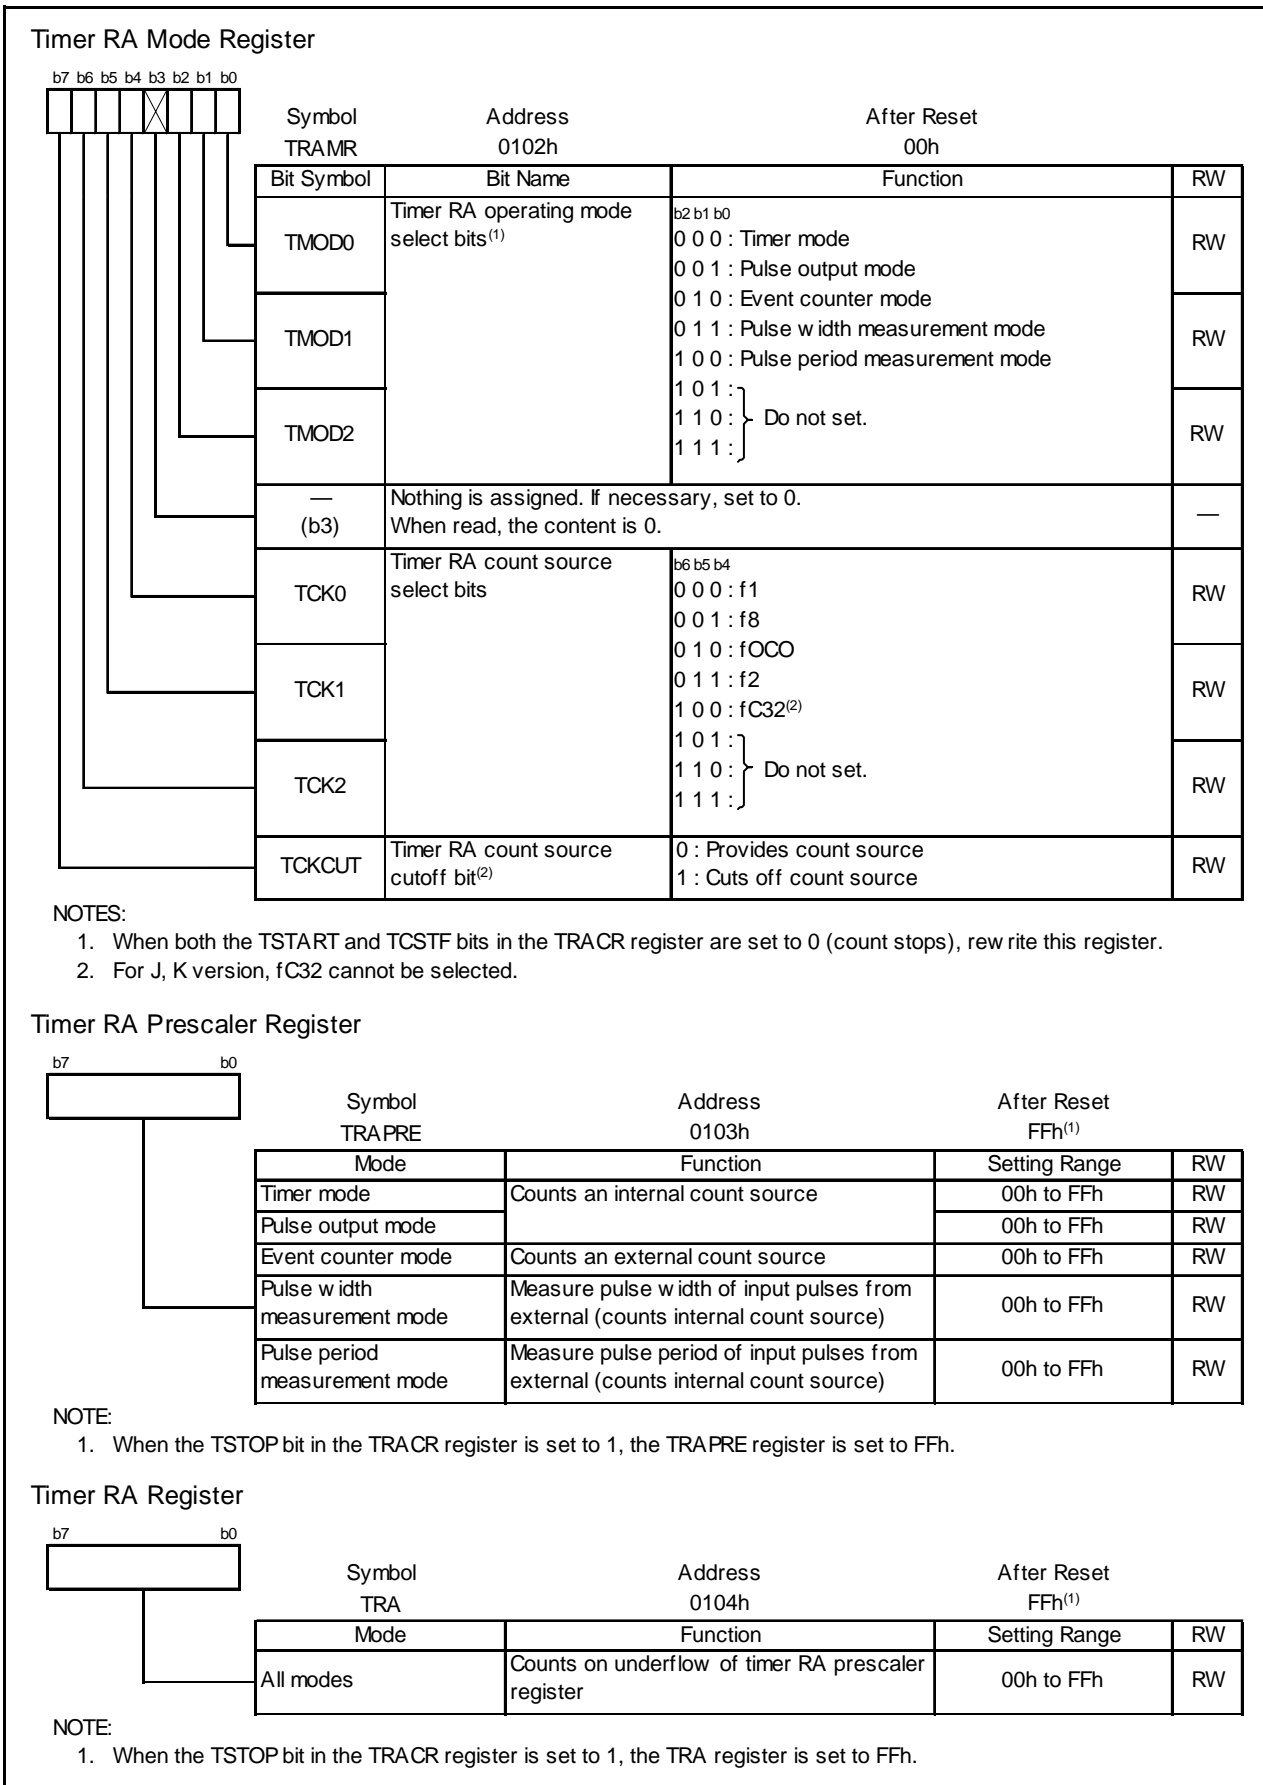 Timer RA Mode Register
b7 b6 b5 b4 b3 b2 b1 b0
Symbol Address After Reset
TRAMR 0102h 00h
Bit Symbol Bit Name Function RW
TMOD0 Timer RA operating mode select bits(1) b2 b1 b0 RW
0 0 0 : Timer mode
0 0 1 : Pulse output mode
0 1 0 : Event counter mode
TMOD1 0 1 1 : Pulse width measurement mode RW
1 0 0 : Pulse period measurement mode
1 0 1 :
TMOD2 1 1 0 : Do not set. RW
1 1 1 :
— Nothing is assigned. If necessary, set to 0. —
(b3) When read, the content is 0.
Timer RA count source b6 b5 b4
TCK0 select bits 0 0 0 : f1 RW
0 0 1 : f8
0 1 0 : fOCO
TCK1 0 1 1 : f2 RW
1 0 0 : fC32(2)
1 0 1 :
TCK2 1 1 0 : Do not set. RW
1 1 1 :
TCKCUT Timer RA count source 0 : Provides count source RW
cutoff bit(2) 1 : Cuts off count source
NOTES:
1. When both the TSTART and TCSTF bits in the TRACR register are set to 0 (count stops), rewrite this register.
2. For J, K version, fC32 cannot be selected.
Timer RA Prescaler Register
b7 b0
Symbol Address After Reset
TRAPRE 0103h FFh(1)
Mode Function Setting Range RW
Timer mode Counts an internal count source 00h to FFh RW
Pulse output mode 00h to FFh RW
Event counter mode Counts an external count source 00h to FFh RW
Pulse width Measure pulse width of input pulses from 00h to FFh RW
measurement mode external (counts internal count source)
Pulse period Measure pulse period of input pulses from 00h to FFh RW
measurement mode external (counts internal count source)
NOTE:
1. When the TSTOP bit in the TRACR register is set to 1, the TRAPRE register is set to FFh.
Timer RA Register
b7 b0
Symbol Address After Reset
TRA 0104h FFh(1)
Mode Function Setting Range RW
All modes Counts on underflow of timer RA prescaler 00h to FFh RW
register
NOTE:
1. When the TSTOP bit in the TRACR register is set to 1, the TRA register is set to FFh.